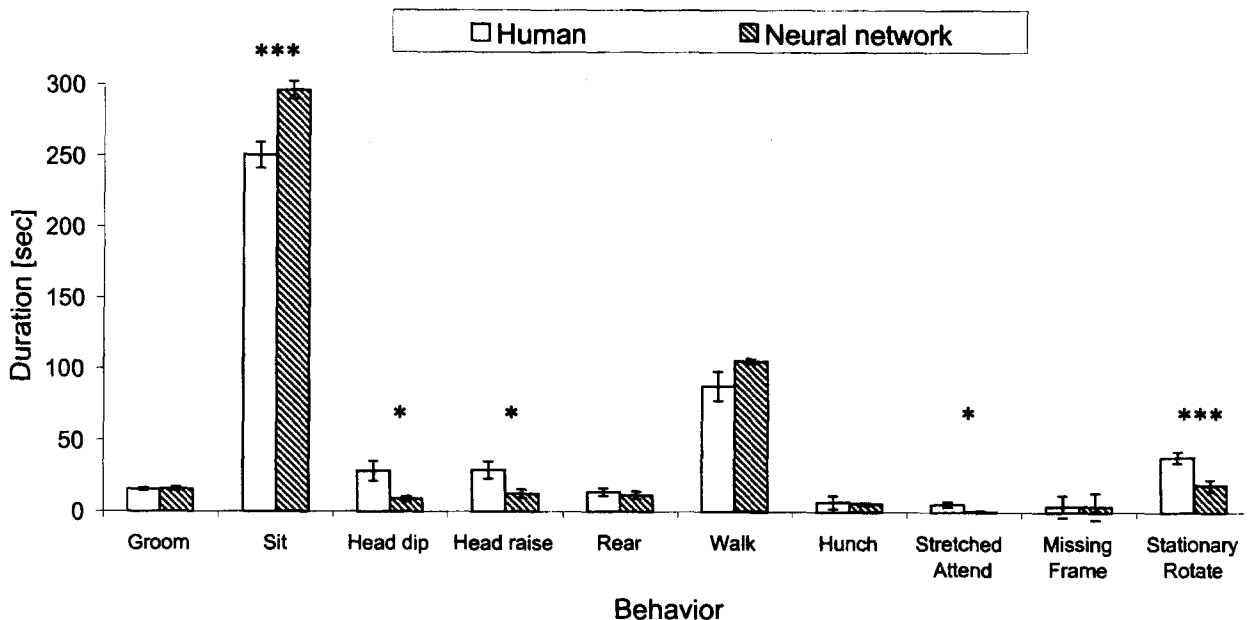 Human Neural network
***
300
250
200
150
100
50
0
Duration [sec]
* * * ***
Groom Sit Head dip Head raise Rear Walk Hunch Stretched Attend Missing Frame Stationary Rotate
Behavior